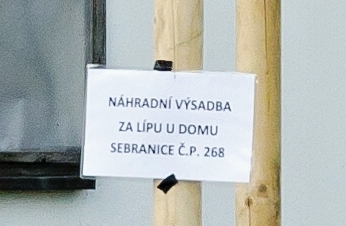 NÁHRADNÍ VÝSADBA
ZA LÍPU U DOMU
SEBRANICE Č.P. 268